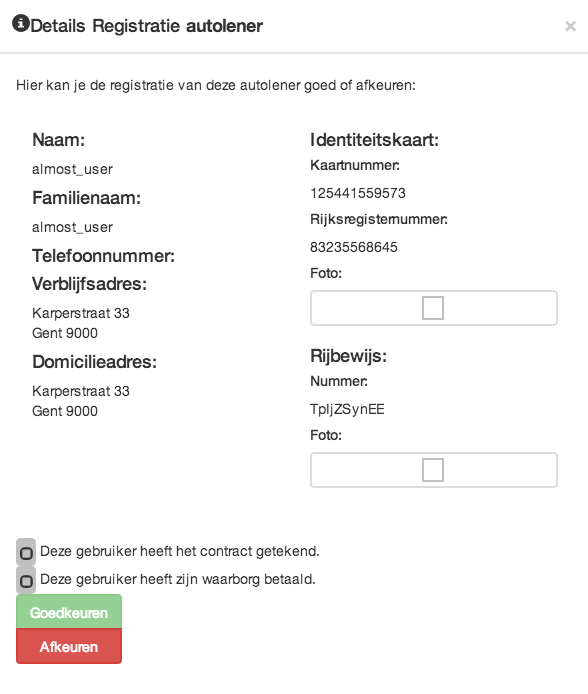 Details Registratie autolener
×
Hier kan je de registratie van deze autolener goed of afkeuren:
Naam:
almost_user
Familienaam:
almost_user
Telefoonnummer:
Verblijfsadres:
Karperstraat 33
Gent 9000
Domicilieadres:
Karperstraat 33
Gent 9000
Identiteitskaart:
Kaartnummer:
125441559573
Rijksregisternummer:
83235568645
Foto:
Rijbewijs:
Nummer:
TpIjZSynEE
Foto:
Deze gebruiker heeft het contract getekend.
Deze gebruiker heeft zijn waarborg betaald.
Goedkeuren
Afkeuren